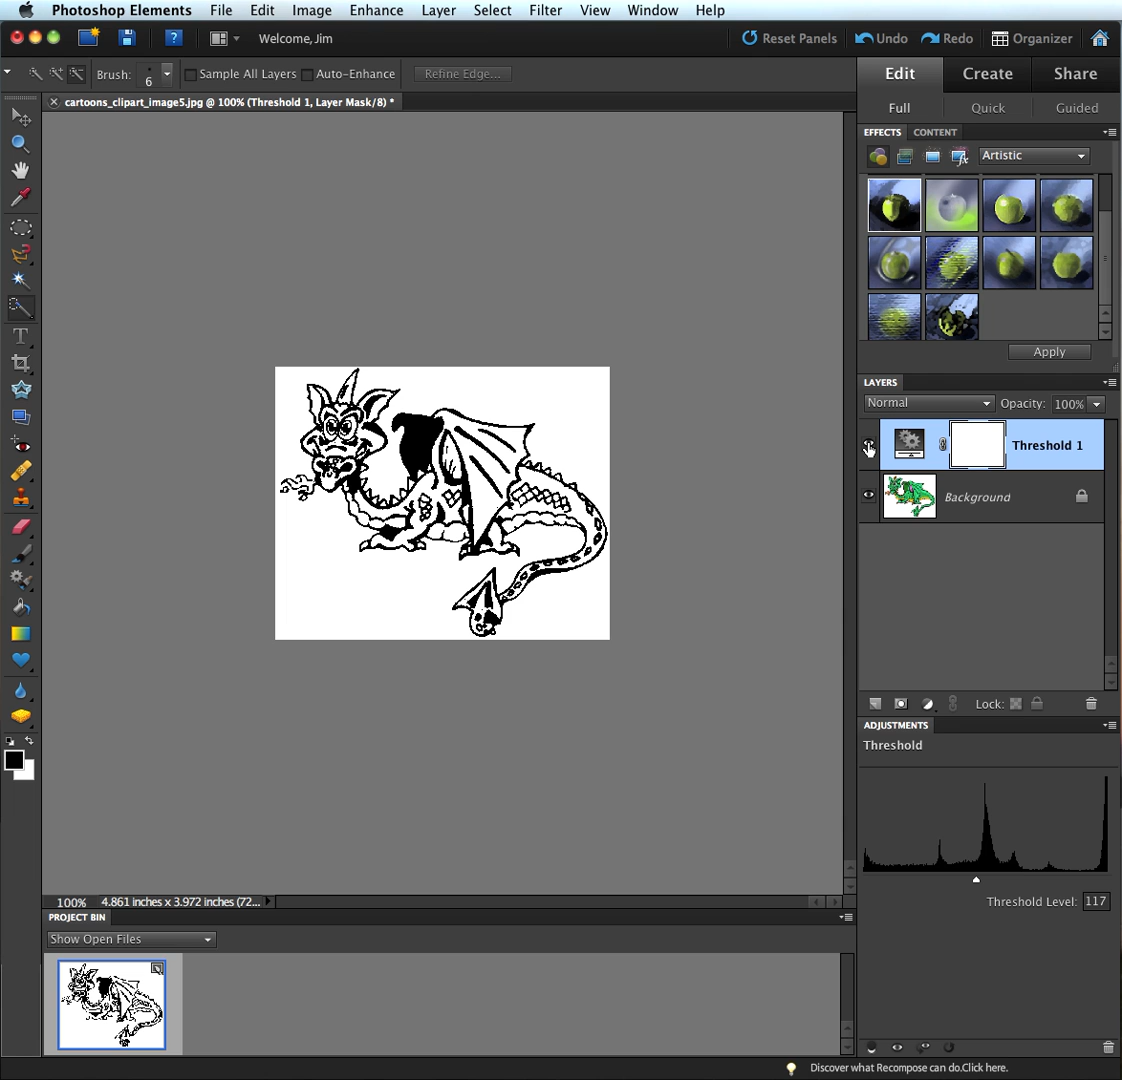 Photoshop Elements File Edit Image Enhance Layer Select Filter View Window Help
Welcome, Jim Reset Panels Undo Redo Organizer
Brush: 6 Sample All Layers Auto-Enhance Refine Edge... Edit Create Share
cartoons_clipart_image5.jpg @ 100% (Threshold 1, Layer Mask/8) * Full Quick Guided
EFFECTS CONTENT
Artistic
Apply
LAYERS
Normal Opacity: 100%
Threshold 1
Background
Lock:
ADJUSTMENTS
Threshold
Threshold Level: 117
100% 4.861 inches x 3.972 inches (72...
PROJECT BIN
Show Open Files
Discover what Recompose can do.Click here.